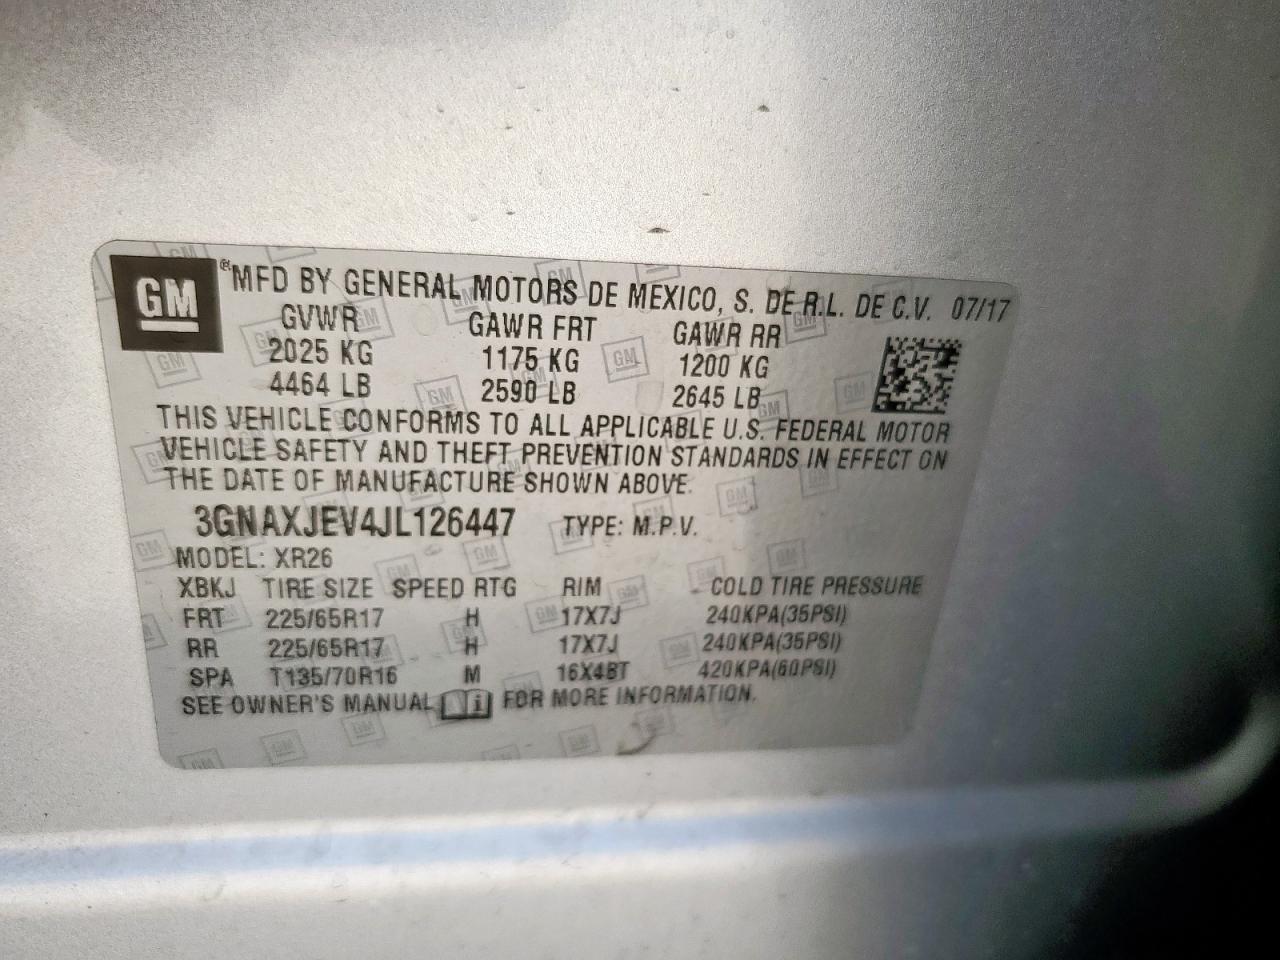 GM ® MFD BY GENERAL MOTORS DE MEXICO, S. DE R.L. DE C.V. 07/17
GVWR GAWR FRT GAWR RR
2025 KG 1175 KG 1200 KG
4464 LB 2590 LB 2645 LB
THIS VEHICLE CONFORMS TO ALL APPLICABLE U.S. FEDERAL MOTOR
VEHICLE SAFETY AND THEFT PREVENTION STANDARDS IN EFFECT ON
THE DATE OF MANUFACTURE SHOWN ABOVE.
3GNAXJEV4JL126447 TYPE: M.P.V.
MODEL: XR26
XBKJ TIRE SIZE SPEED RTG RIM COLD TIRE PRESSURE
FRT 225/65R17 H 17X7J 240KPA(35PSI)
RR 225/65R17 H 17X7J 240KPA(35PSI)
SPA T135/70R16 M 16X4BT 420KPA(60PSI)
SEE OWNER'S MANUAL i FOR MORE INFORMATION.